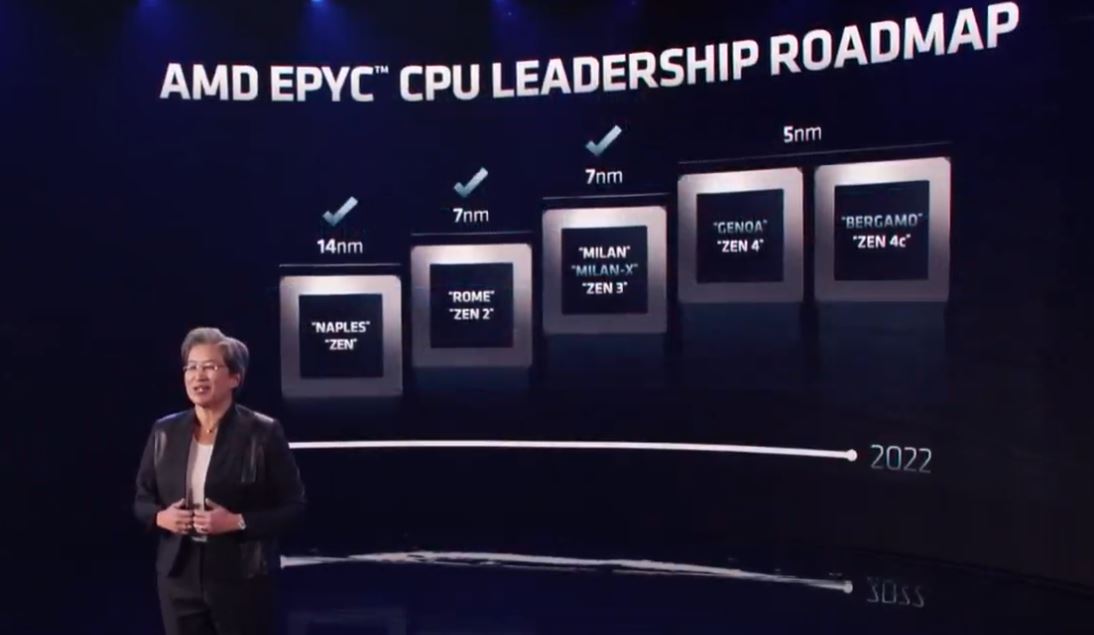 AMD EPYC™ CPU LEADERSHIP ROADMAP
14nm
"NAPLES"
"ZEN"
7nm
"ROME"
"ZEN 2"
7nm
"MILAN"
"MILAN-X"
"ZEN 3"
5nm
"GENOA"
"ZEN 4"
"BERGAMO"
"ZEN 4c"
2022